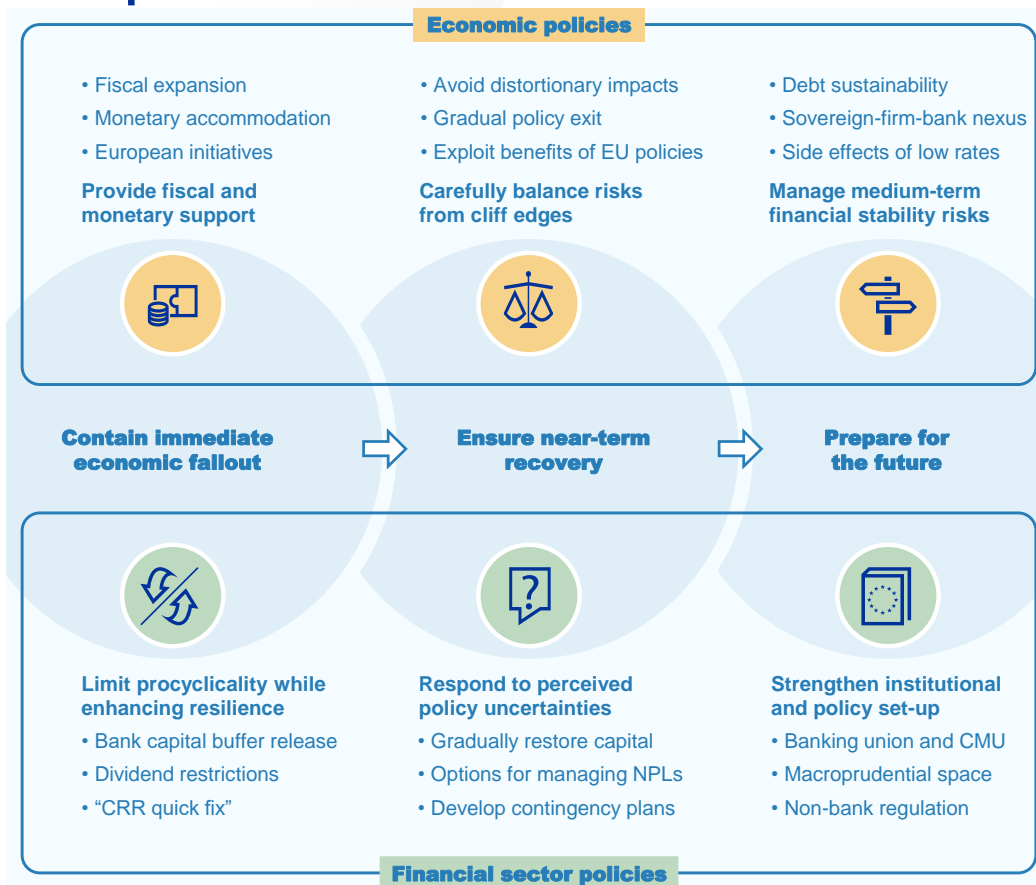 Economic policies
• Fiscal expansion
• Monetary accommodation
• European initiatives
Provide fiscal and
monetary support
• Avoid distortionary impacts
• Gradual policy exit
• Exploit benefits of EU policies
Carefully balance risks
from cliff edges
• Debt sustainability
• Sovereign-firm-bank nexus
• Side effects of low rates
Manage medium-term
financial stability risks
Contain immediate
economic fallout
Ensure near-term
recovery
Prepare for
the future
?
Limit procyclicality while
enhancing resilience
• Bank capital buffer release
• Dividend restrictions
• “CRR quick fix”
Respond to perceived
policy uncertainties
• Gradually restore capital
• Options for managing NPLs
• Develop contingency plans
Strengthen institutional
and policy set-up
• Banking union and CMU
• Macroprudential space
• Non-bank regulation
Financial sector policies